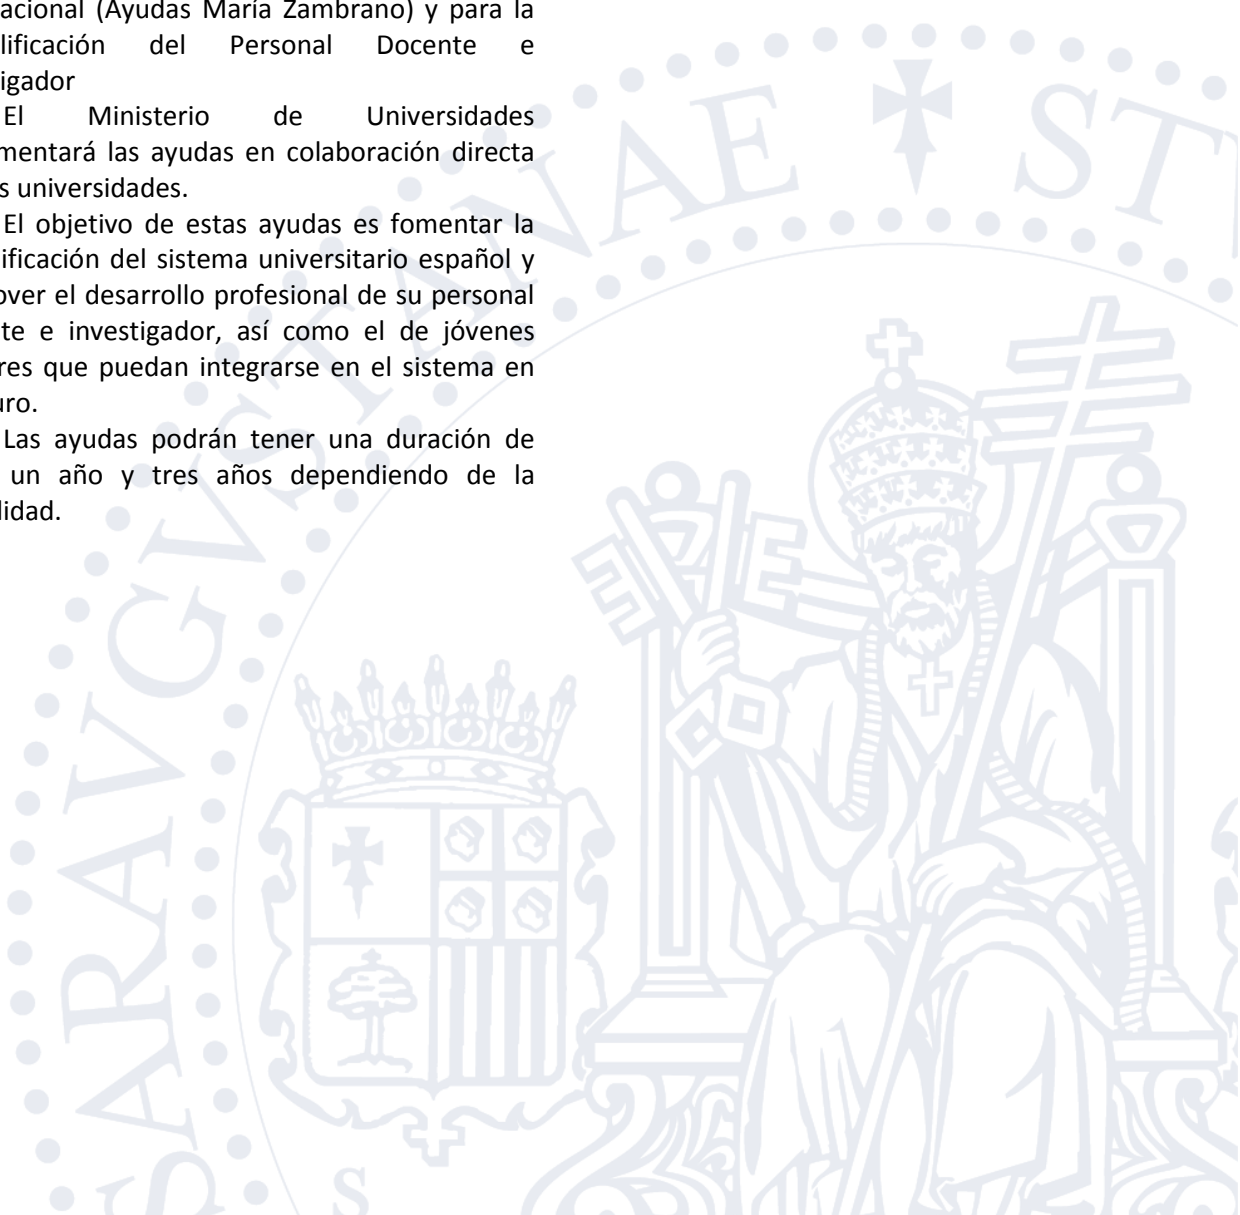 acional (Ayudas María Zambrano) y para la
lificación del Personal Docente e
igador
El Ministerio de Universidades
mentará las ayudas en colaboración directa
s universidades.
El objetivo de estas ayudas es fomentar la
ificación del sistema universitario español y
over el desarrollo profesional de su personal
te e investigador, así como el de jóvenes
res que puedan integrarse en el sistema en
uro.
Las ayudas podrán tener una duración de
un año y tres años dependiendo de la
lidad.
SARAVGVSTANAE ST
S